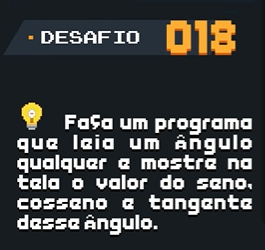 DESAFIO 018
Faça um programa
que leia um ângulo
qualquer e mostre na
tela o valor do seno,
cosseno e tangente
desse ângulo.